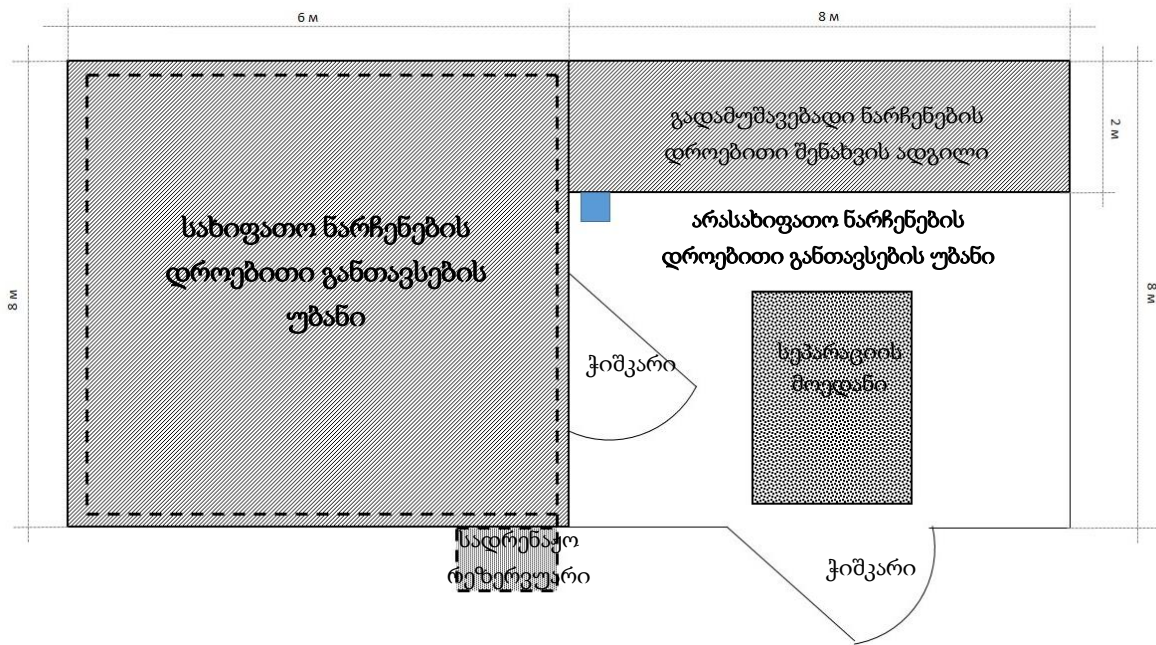 6 м
8 м
გადამუშავებადი ნარჩენების
დროებითი შენახვის ადგილი
2 м
სახიფათო ნარჩენების
დროებითი განთავსების
უბანი
არასახიფათო ნარჩენების
დროებითი განთავსების უბანი
8 м
8 м
ჭიშკარი
სეპარაციის
მოედანი
სადრენაჟო
რეზერვუარი
ჭიშკარი